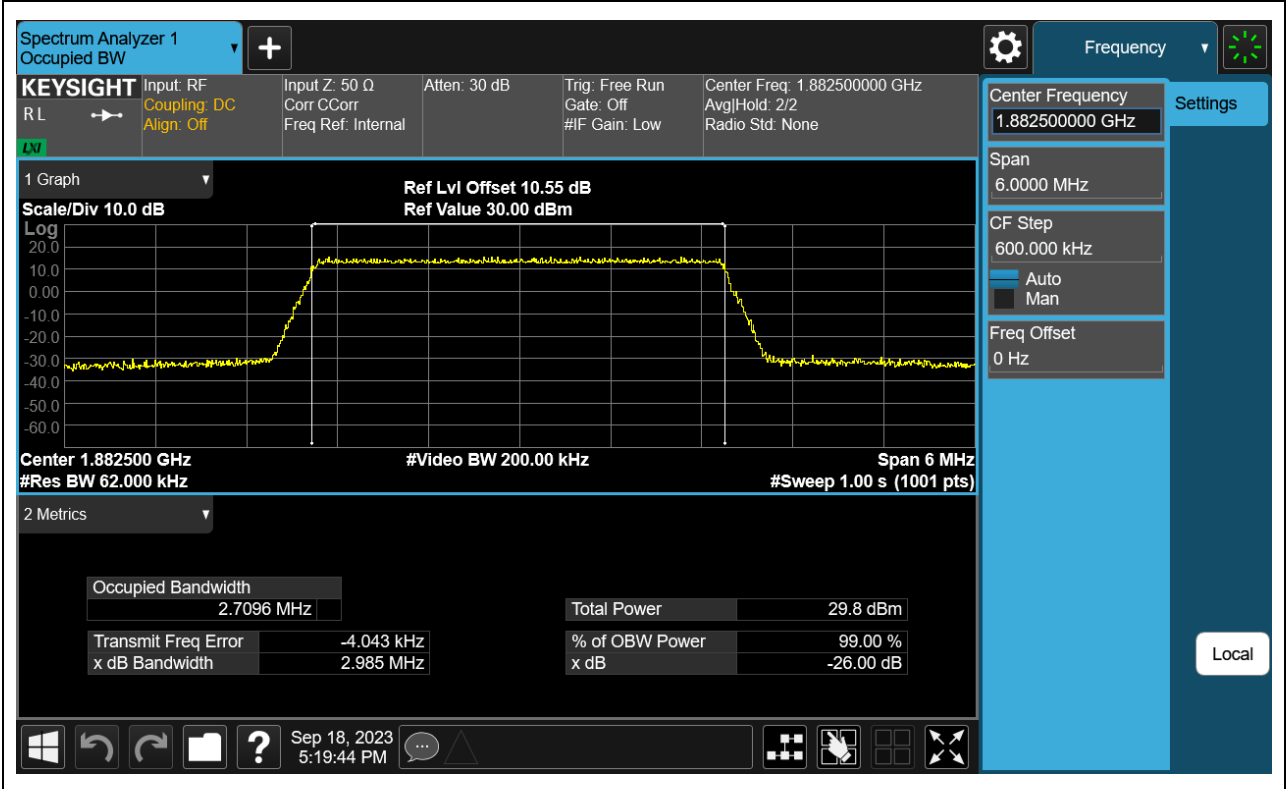 Spectrum Analyzer 1
Occupied BW
Frequency
KEYSIGHT
R L
LXI
Input: RF
Coupling: DC
Align: Off
Input Z: 50 Ω
Corr CCorr
Freq Ref: Internal
Atten: 30 dB
Trig: Free Run
Gate: Off
#IF Gain: Low
Center Freq: 1.882500000 GHz
Avg|Hold: 2/2
Radio Std: None
Center Frequency
1.882500000 GHz
Settings
Span
6.0000 MHz
CF Step
600.000 kHz
Auto
Man
Freq Offset
0 Hz
Local
1 Graph
Ref Lvl Offset 10.55 dB
Scale/Div 10.0 dB
Ref Value 30.00 dBm
Log
20.0
10.0
0.00
-10.0
-20.0
-30.0
-40.0
-50.0
-60.0
Center 1.882500 GHz
#Video BW 200.00 kHz
Span 6 MHz
#Res BW 62.000 kHz
#Sweep 1.00 s (1001 pts)
2 Metrics
Occupied Bandwidth
2.7096 MHz
Total Power 29.8 dBm
Transmit Freq Error -4.043 kHz
% of OBW Power 99.00 %
x dB Bandwidth 2.985 MHz
x dB -26.00 dB
?
Sep 18, 2023
5:19:44 PM